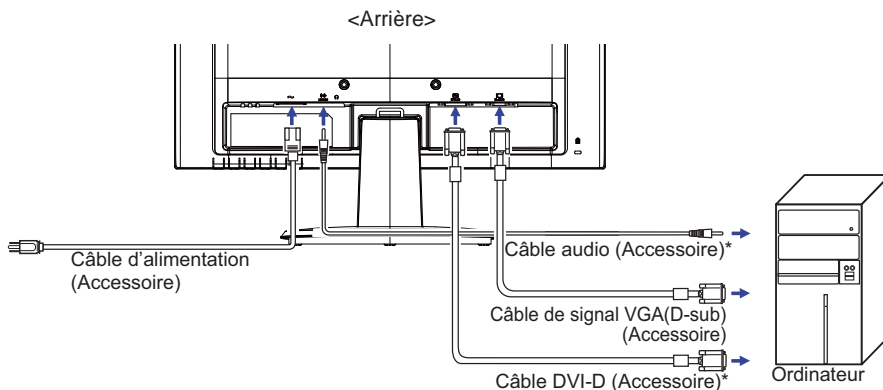 <Arrière>
Câble audio (Accessoire)*
Câble d'alimentation
(Accessoire)
Câble de signal VGA(D-sub)
(Accessoire)
Câble DVI-D (Accessoire)*
Ordinateur